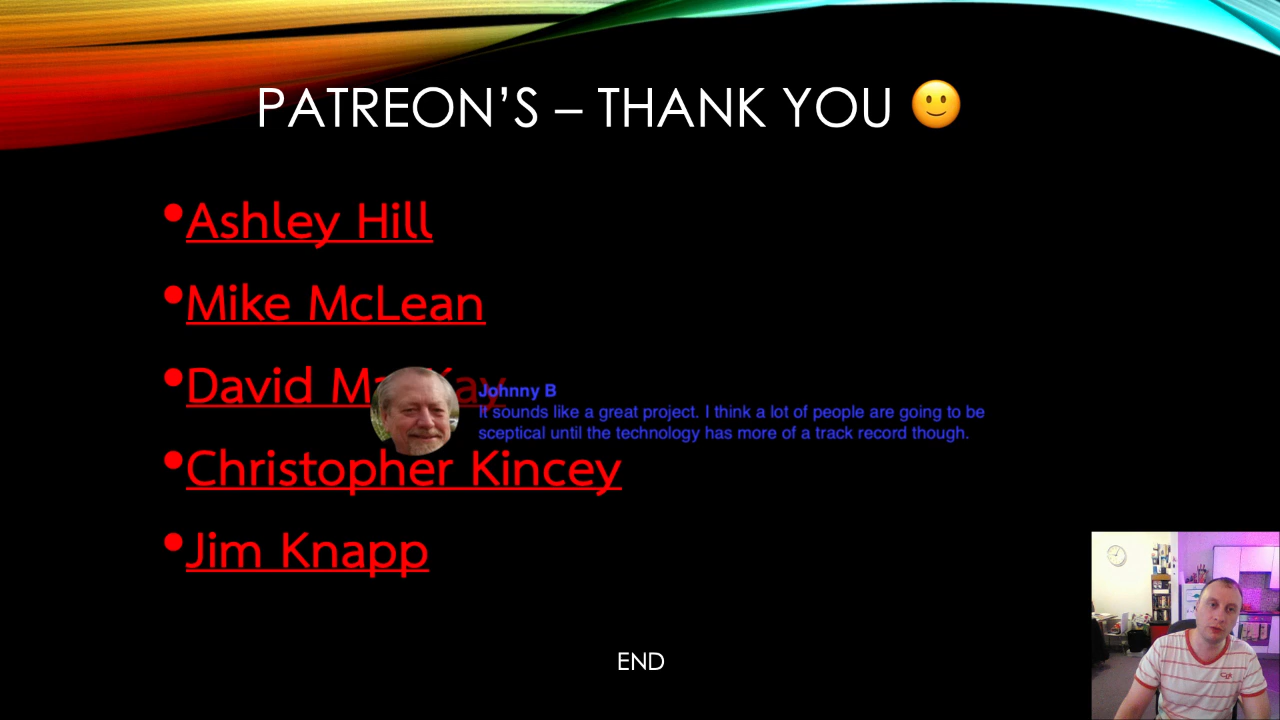 PATREON’S – THANK YOU 🙂
•Ashley Hill
•Mike McLean
•David
Johnny B
It sounds like a great project. I think a lot of people are going to be
sceptical until the technology has more of a track record though.
•Christopher Kincey
•Jim Knapp
END